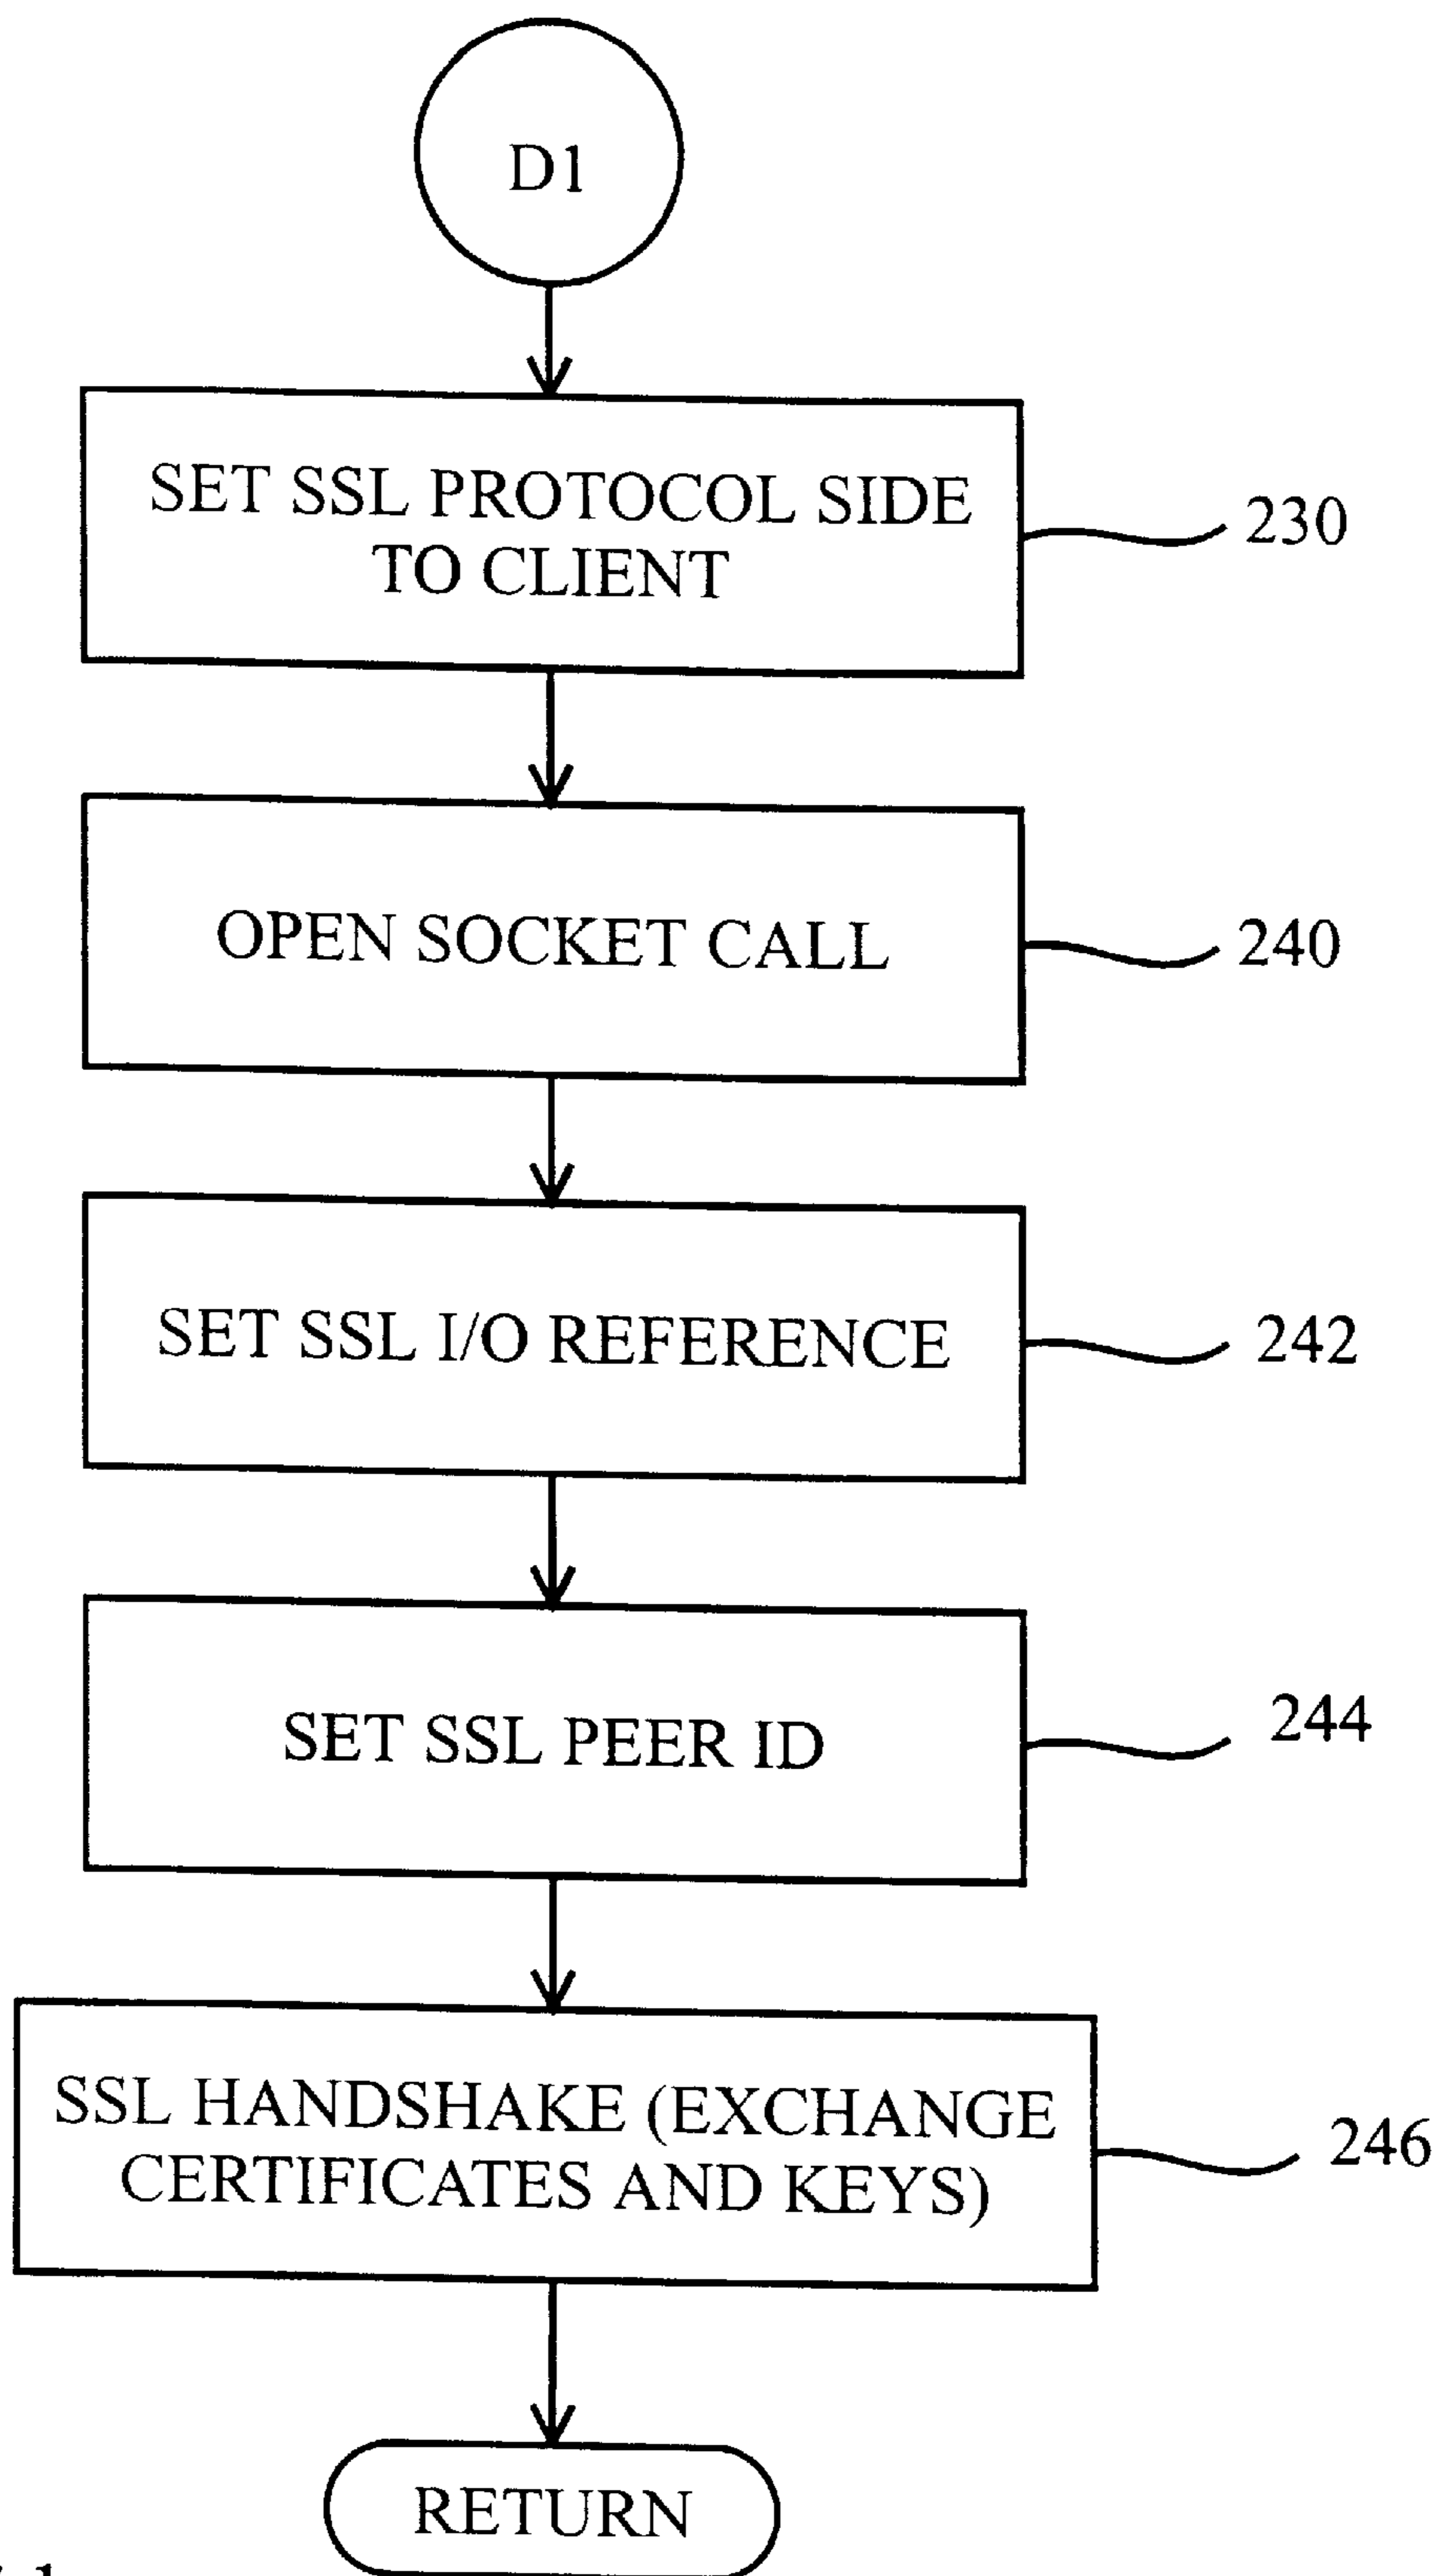 D1
SET SSL PROTOCOL SIDE
TO CLIENT
230
OPEN SOCKET CALL
240
SET SSL I/O REFERENCE
242
SET SSL PEER ID
244
SSL HANDSHAKE (EXCHANGE
CERTIFICATES AND KEYS)
246
RETURN